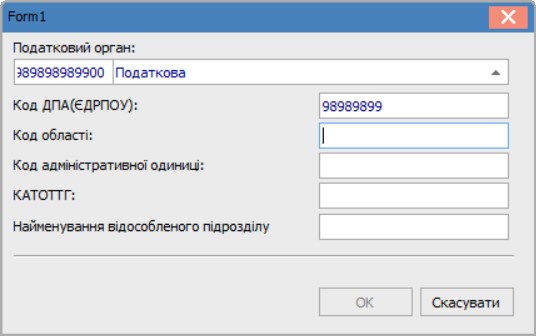 Form1
Податковий орган:
989898989900 Податкова
Код ДПА(ЄДРПОУ):
98989899
Код області:
Код адміністративної одиниці:
КАТОТТГ:
Найменування відособленого підрозділу
OK
Скасувати